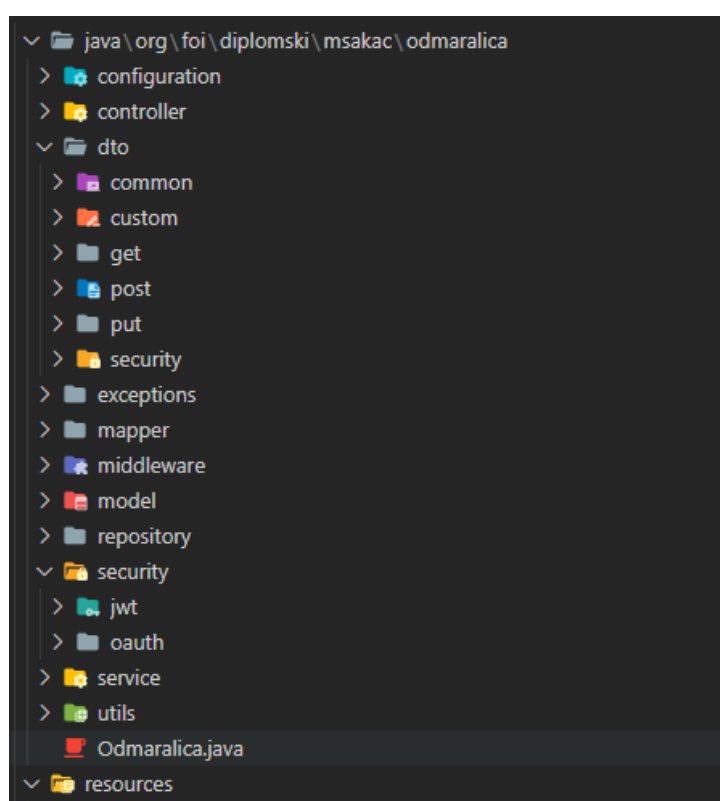 java\org\foi\diplomski\msakac\odmaralica
configuration
controller
dto
common
custom
get
post
put
security
exceptions
mapper
middleware
model
repository
security
jwt
oauth
service
utils
Odmaralica.java
resources